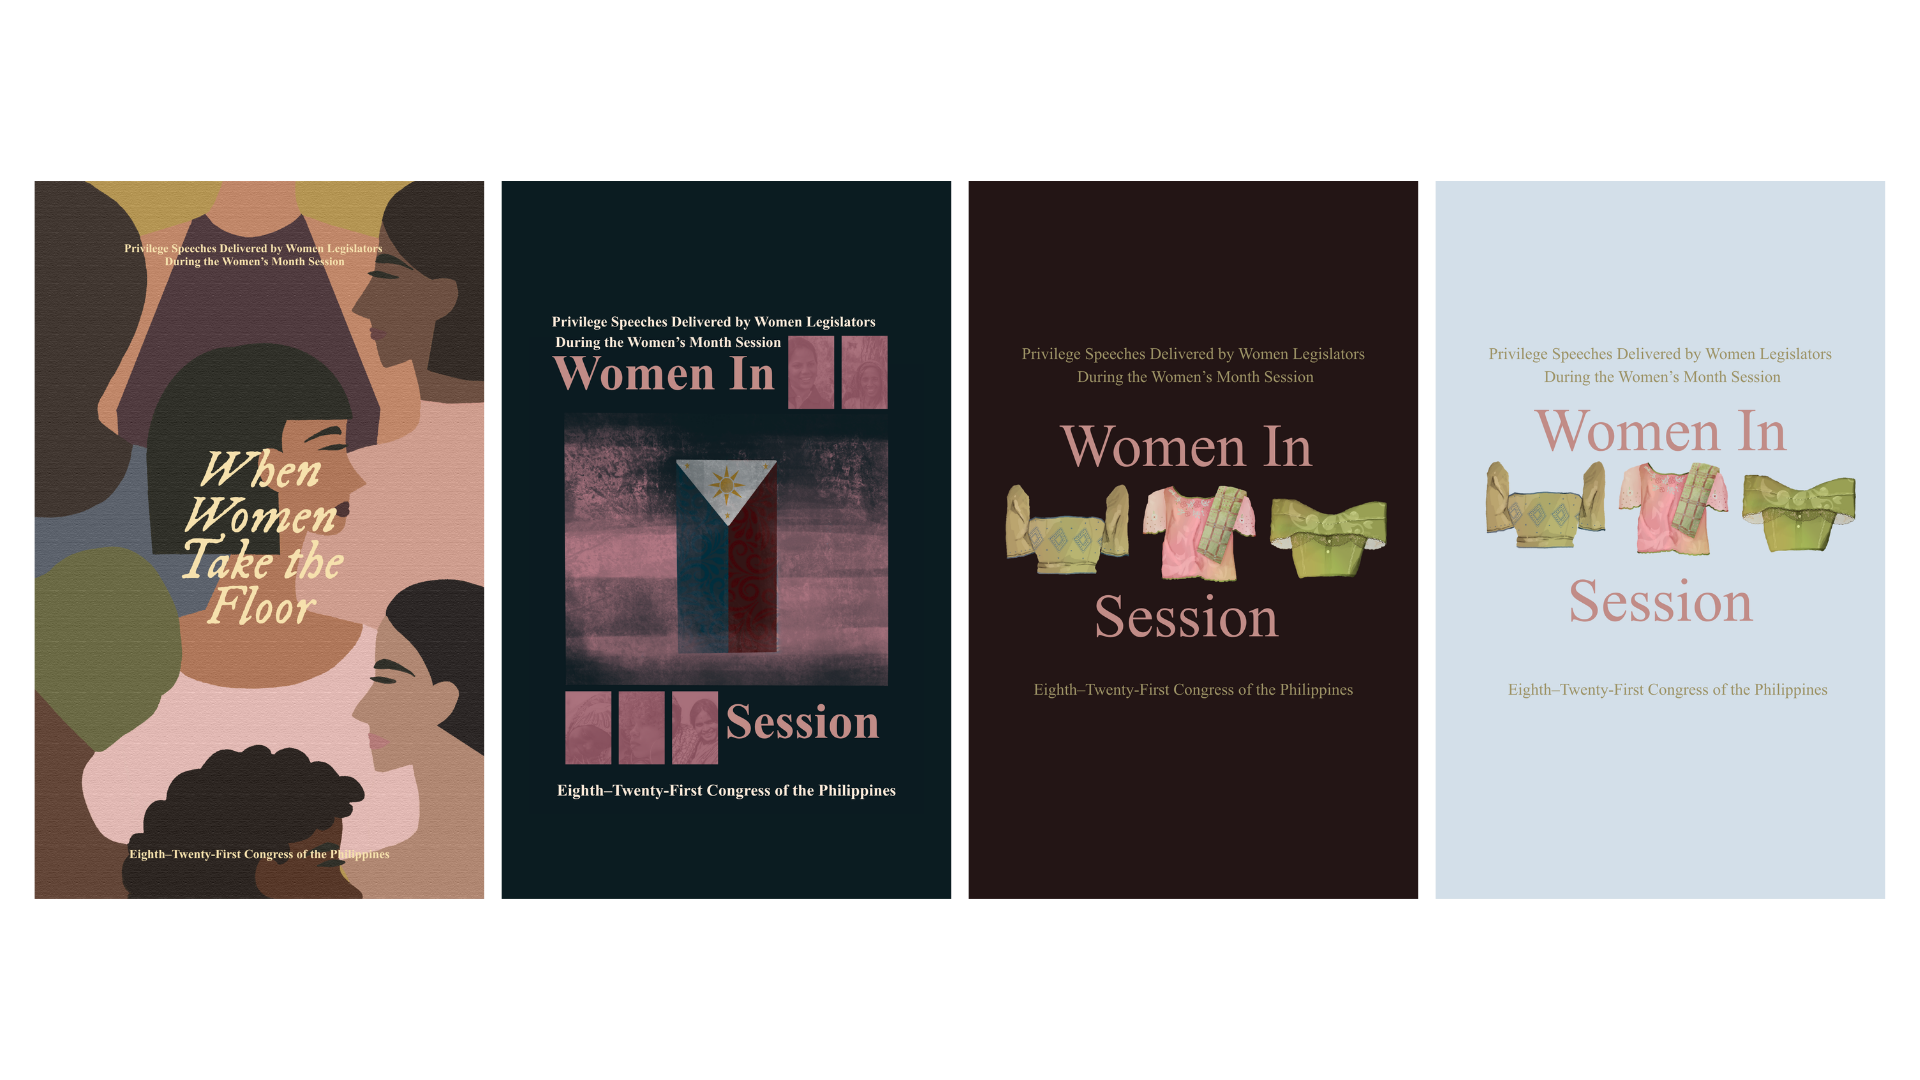 Privilege Speeches Delivered by Women Legislators
During the Women's Month Session
When
Women
Take the
Floor
Eighth–Twenty-First Congress of the Philippines
Privilege Speeches Delivered by Women Legislators
During the Women's Month Session
Women In
Session
Eighth–Twenty-First Congress of the Philippines
Privilege Speeches Delivered by Women Legislators
During the Women's Month Session
Women In
Session
Eighth–Twenty-First Congress of the Philippines
Privilege Speeches Delivered by Women Legislators
During the Women's Month Session
Women In
Session
Eighth–Twenty-First Congress of the Philippines